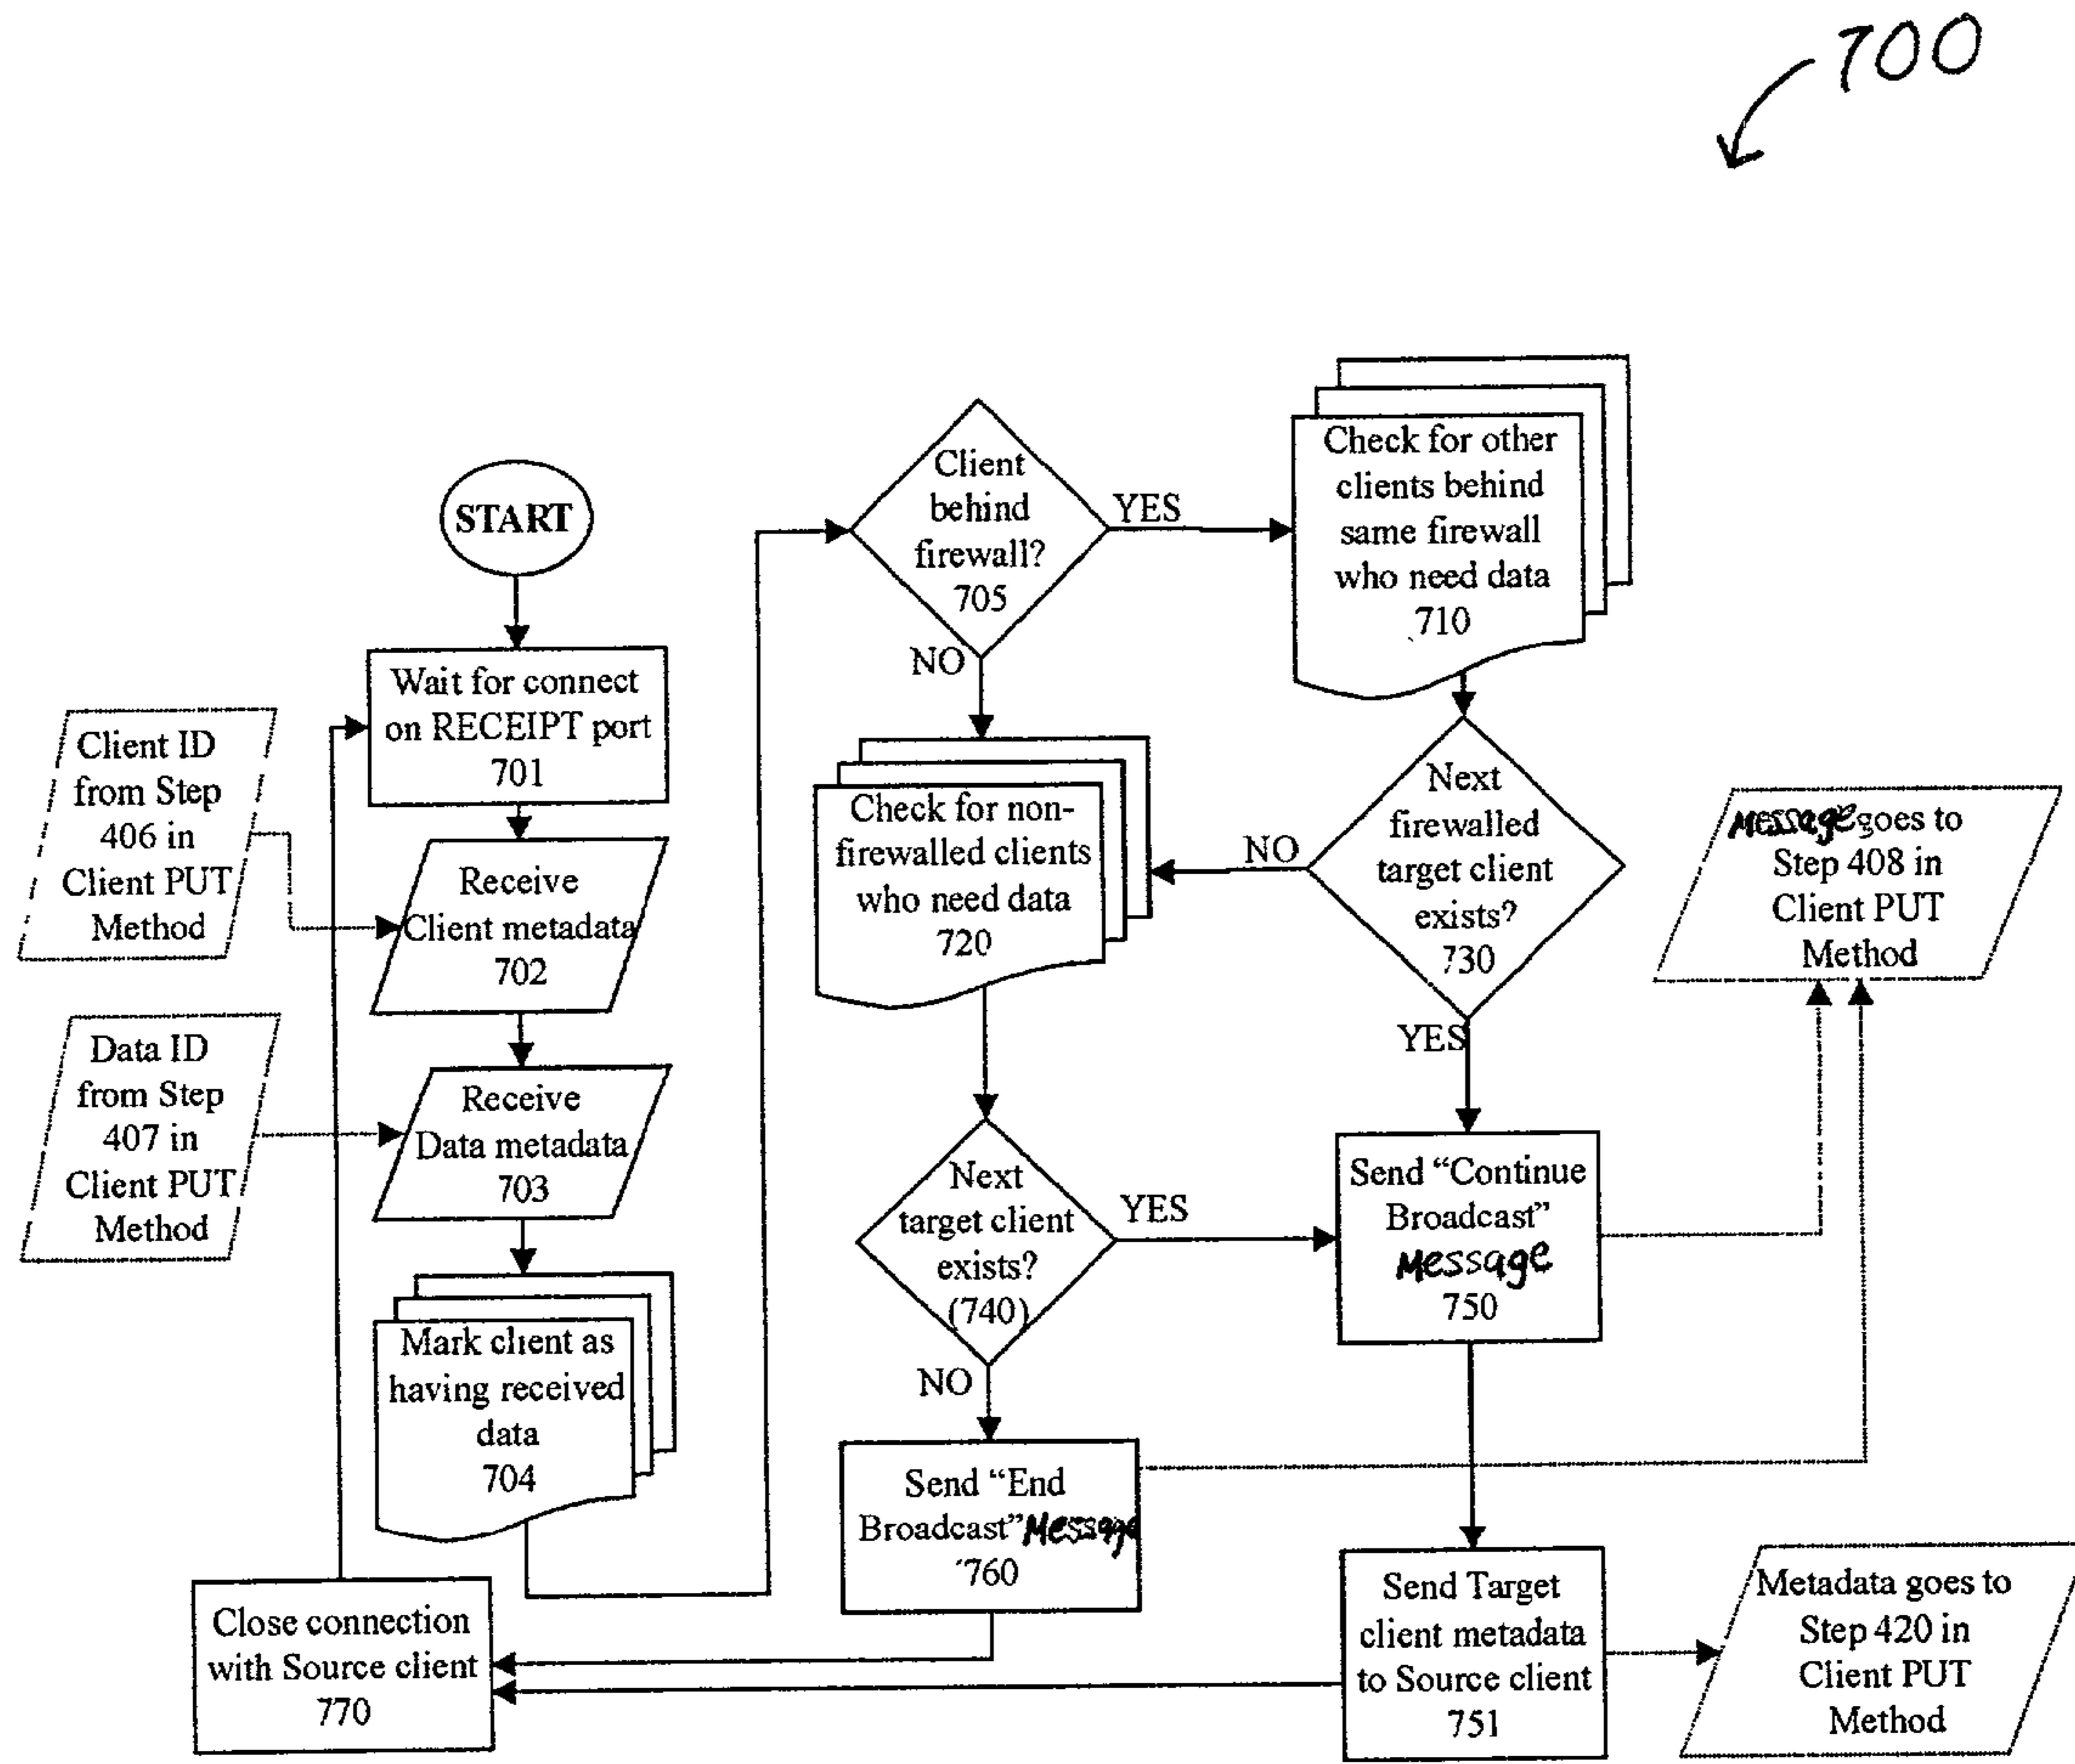 700
START
Wait for connect
on RECEIPT port
701
Client ID
from Step
406 in
Client PUT
Method
Receive
Client metadata
702
Data ID
from Step
407 in
Client PUT
Method
Receive
Data metadata
703
Mark client as
having received
data
704
Close connection
with Source client
770
Client
behind
firewall?
705
YES
NO
Check for other
clients behind
same firewall
who need data
710
Check for non-
firewalled clients
who need data
720
NO
Next
firewalled
target client
exists?
730
YES
Message goes to
Step 408 in
Client PUT
Method
Next
target client
exists?
(740)
YES
NO
Send “Continue
Broadcast”
Message
750
Send “End
Broadcast” Message
760
Send Target
client metadata
to Source client
751
Metadata goes to
Step 420 in
Client PUT
Method